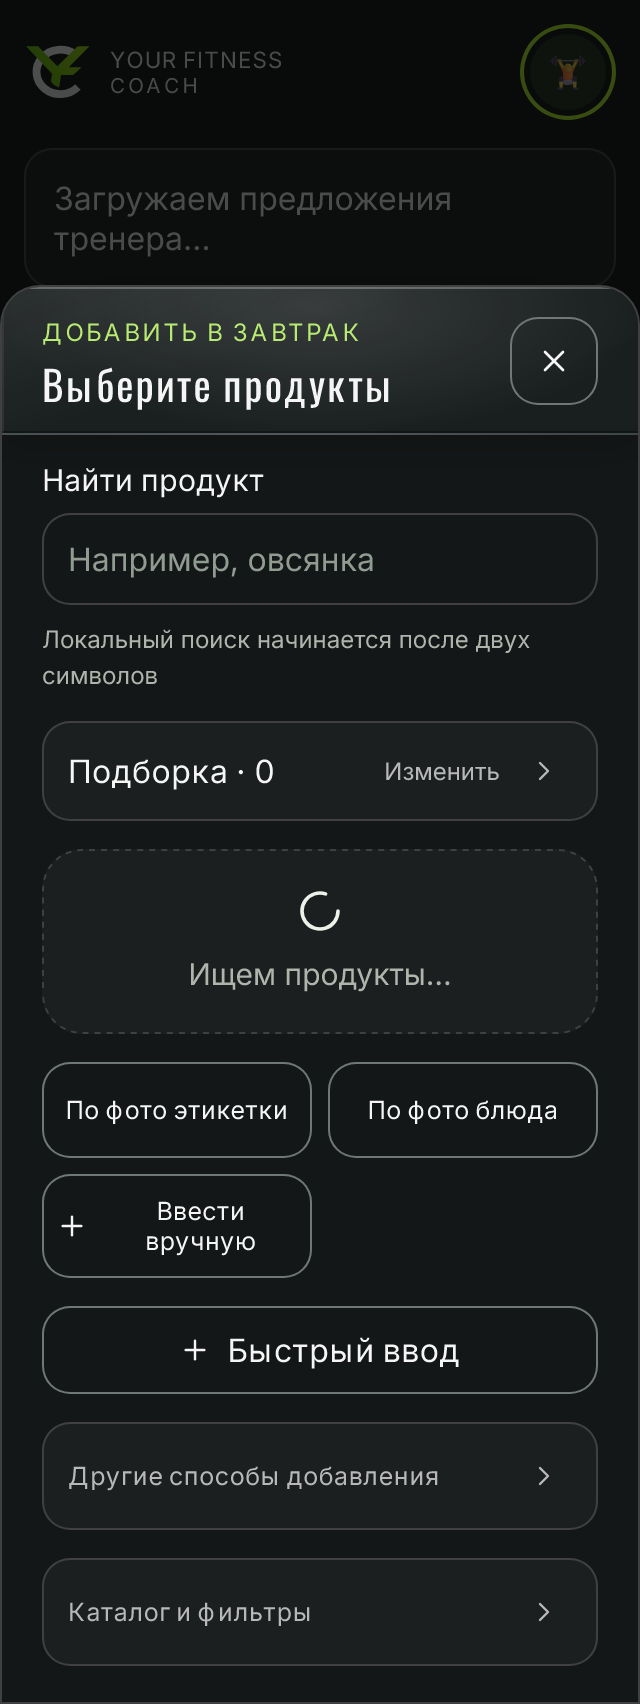 YOUR FITNESS
COACH
Загружаем предложения
тренера...
ДОБАВИТЬ В ЗАВТРАК
Выберите продукты
Найти продукт
Например, овсянка
Локальный поиск начинается после двух
символов
Подборка · 0
Изменить
Ищем продукты...
По фото этикетки
По фото блюда
Ввести
вручную
Быстрый ввод
Другие способы добавления
Каталог и фильтры